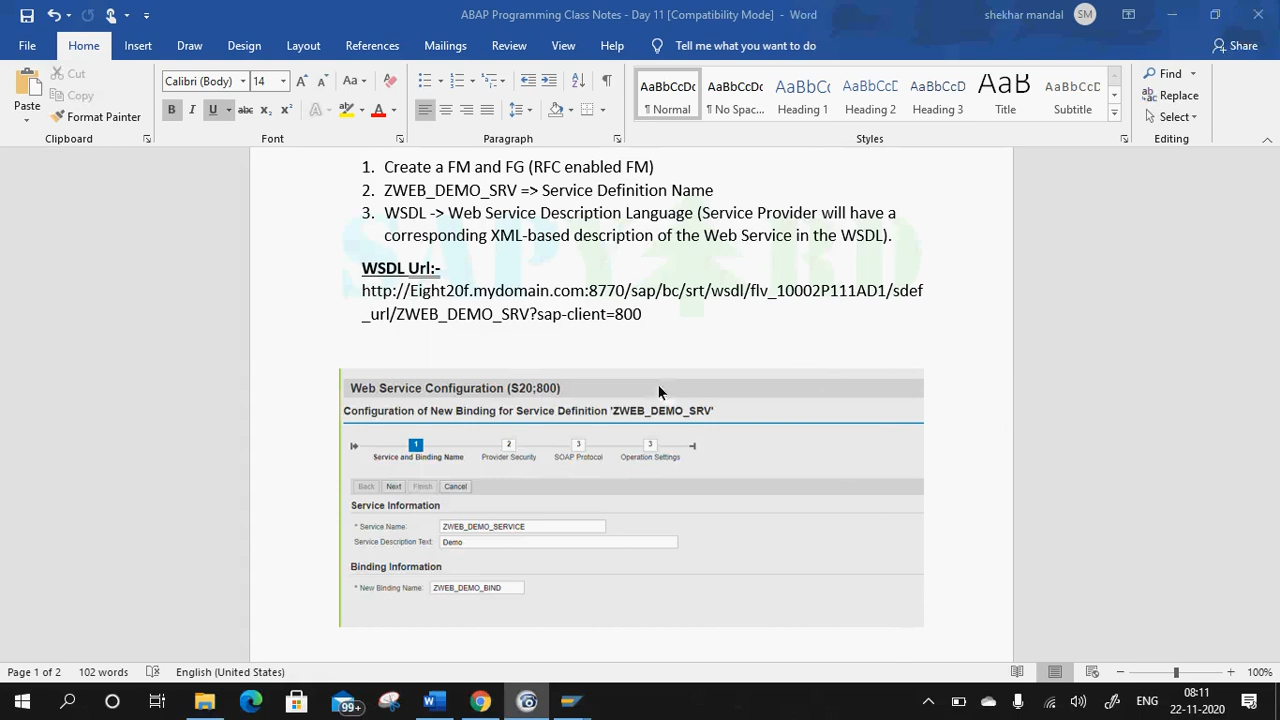 ABAP Programming Class Notes - Day 11 [Compatibility Mode] - Word
shekhar mandal SM
File Home Insert Draw Design Layout References Mailings Review View Help Tell me what you want to do Share
Paste Cut Copy Format Painter
Calibri (Body) 14
AaBbCcDc AaBbCcDc AaBbCc AaBbCcD AaBbCcD AaB AaBbCcD
¶ Normal ¶ No Spac... Heading 1 Heading 2 Heading 3 Title Subtitle
Find Replace Select
Clipboard Font Paragraph Styles Editing
1. Create a FM and FG (RFC enabled FM)
2. ZWEB_DEMO_SRV => Service Definition Name
3. WSDL -> Web Service Description Language (Service Provider will have a
corresponding XML-based description of the Web Service in the WSDL).
WSDL Url:-
http://Eight20f.mydomain.com:8770/sap/bc/srt/wsdl/flv_10002P111AD1/sdef
_url/ZWEB_DEMO_SRV?sap-client=800
Web Service Configuration (S20;800)
Configuration of New Binding for Service Definition 'ZWEB_DEMO_SRV'
1 2 3 3
Service and Binding Name Provider Security SOAP Protocol Operation Settings
Back Next Finish Cancel
Service Information
* Service Name: ZWEB_DEMO_SERVICE
Service Description Text: Demo
Binding Information
* New Binding Name: ZWEB_DEMO_BIND
Page 1 of 2 102 words English (United States) 100%
99+ ENG 08:11
22-11-2020